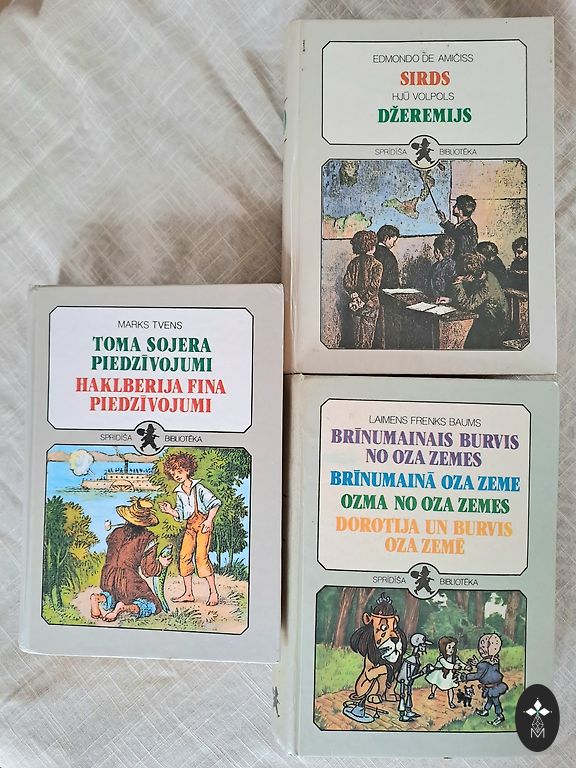 EDMONDO DE AMIČISS
SIRDS
HJŪ VOLPOLS
DŽEREMIJS
SPRĪDĪŠA BIBLIOTĒKA
MARKS TVENS
TOMA SOJERA
PIEDZĪVOJUMI
HAKLBERIJA FINA
PIEDZĪVOJUMI
SPRĪDĪŠA BIBLIOTĒKA
LAIMENS FRENKS BAUMS
BRĪNUMAINAIS BURVIS
NO OZA ZEMES
BRĪNUMAINĀ OZA ZEME
OZMA NO OZA ZEMES
DOROTIJA UN BURVIS
OZA ZEMĒ
SPRĪDĪŠA BIBLIOTĒKA
M